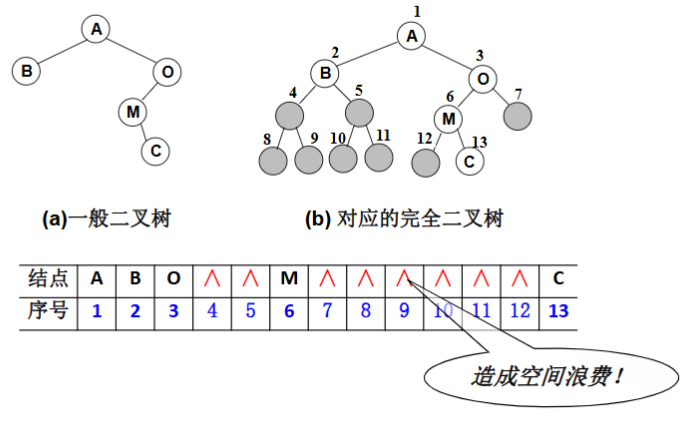 A
B
O
M
C
1
A
2
B
3
O
4
5
6
M
7
8
9
10
11
12
13
C
(a)一般二叉树
(b) 对应的完全二叉树
结点 A B O ∧ ∧ M ∧ ∧ ∧ ∧ ∧ ∧ C
序号 1 2 3 4 5 6 7 8 9 10 11 12 13
造成空间浪费！